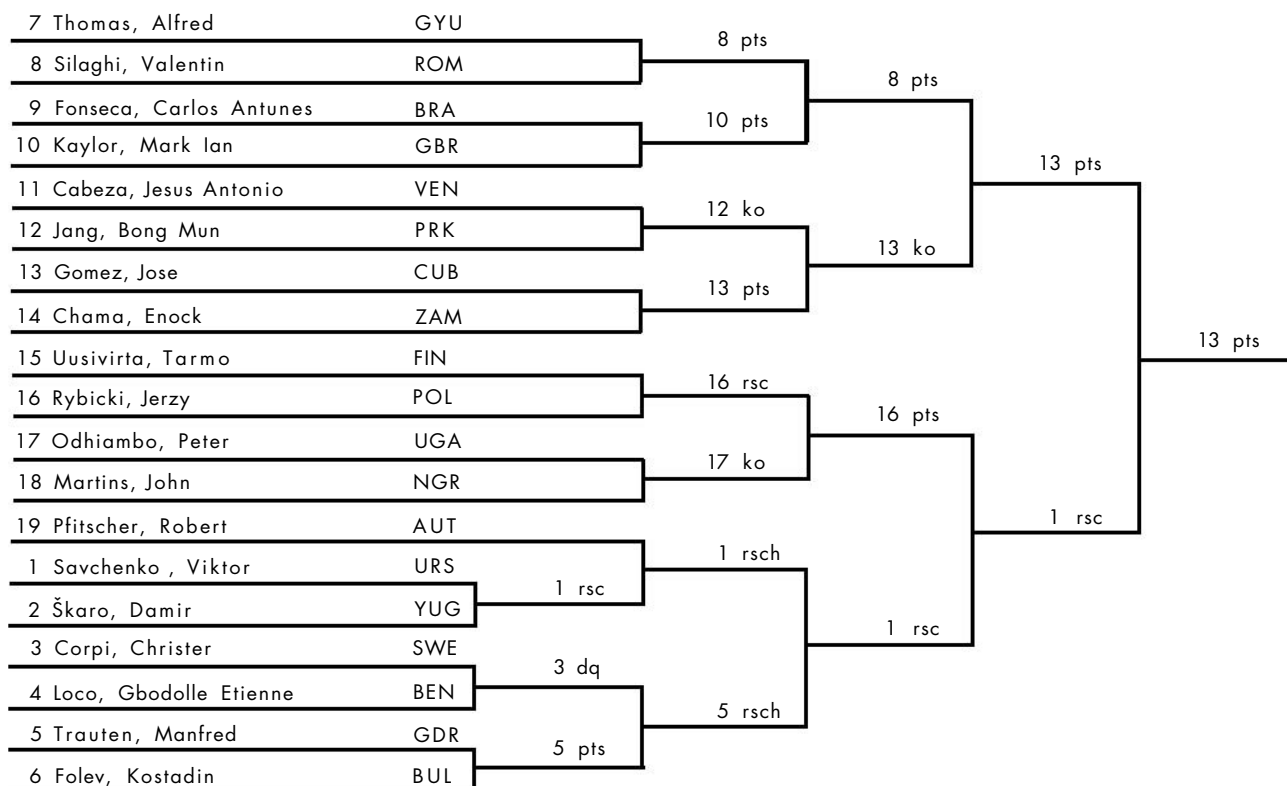 7 Thomas, Alfred GYU
8 pts
8 Silaghi, Valentin ROM
8 pts
9 Fonseca, Carlos Antunes BRA
10 pts
10 Kaylor, Mark Ian GBR
13 pts
11 Cabeza, Jesus Antonio VEN
12 ko
12 Jang, Bong Mun PRK
13 ko
13 Gomez, Jose CUB
13 pts
14 Chama, Enock ZAM
13 pts
15 Uusivirta, Tarmo FIN
16 rsc
16 Rybicki, Jerzy POL
16 pts
17 Odhiambo, Peter UGA
17 ko
18 Martins, John NGR
1 rsc
19 Pfitscher, Robert AUT
1 rsch
1 Savchenko , Viktor URS
1 rsc
2 Škaro, Damir YUG
1 rsc
3 Corpi, Christer SWE
3 dq
4 Loco, Gbodolle Etienne BEN
5 rsch
5 Trauten, Manfred GDR
5 pts
6 Folev, Kostadin BUL